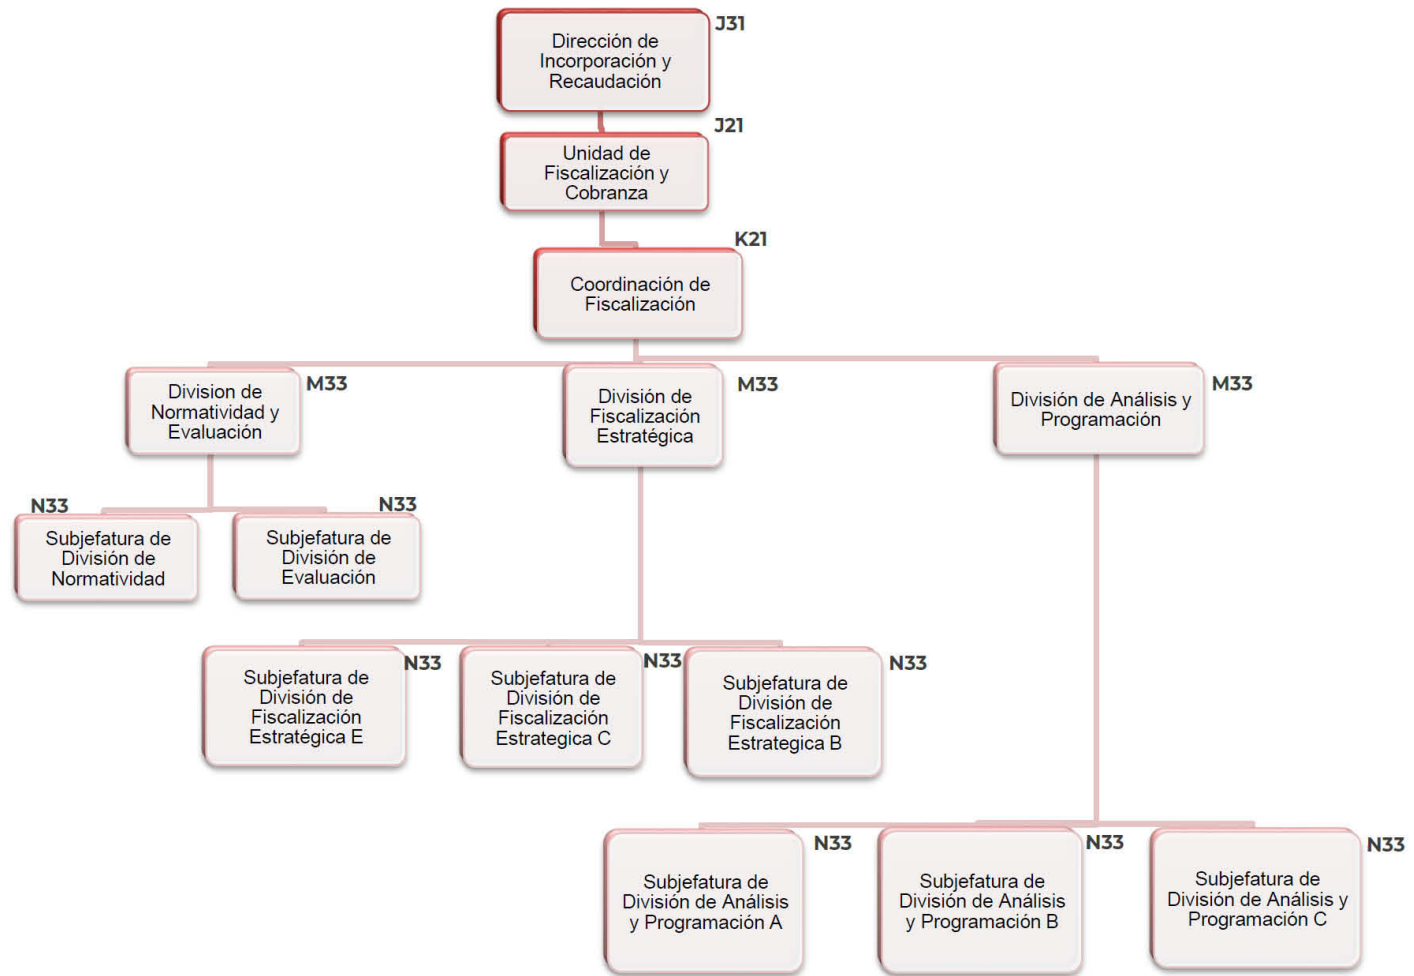 J31
Dirección de
Incorporación y
Recaudación
J21
Unidad de
Fiscalización y
Cobranza
K21
Coordinación de
Fiscalización
M33
Division de
Normatividad y
Evaluación
M33
División de
Fiscalización
Estratégica
M33
División de Análisis y
Programación
N33
Subjefatura de
División de
Normatividad
N33
Subjefatura de
División de
Evaluación
N33
Subjefatura de
División de
Fiscalización
Estratégica E
N33
Subjefatura de
División de
Fiscalización
Estrategica C
N33
Subjefatura de
División de
Fiscalización
Estrategica B
N33
Subjefatura de
División de Análisis
y Programación A
N33
Subjefatura de
División de Análisis
y Programación B
N33
Subjefatura de
División de Análisis y
Programación C